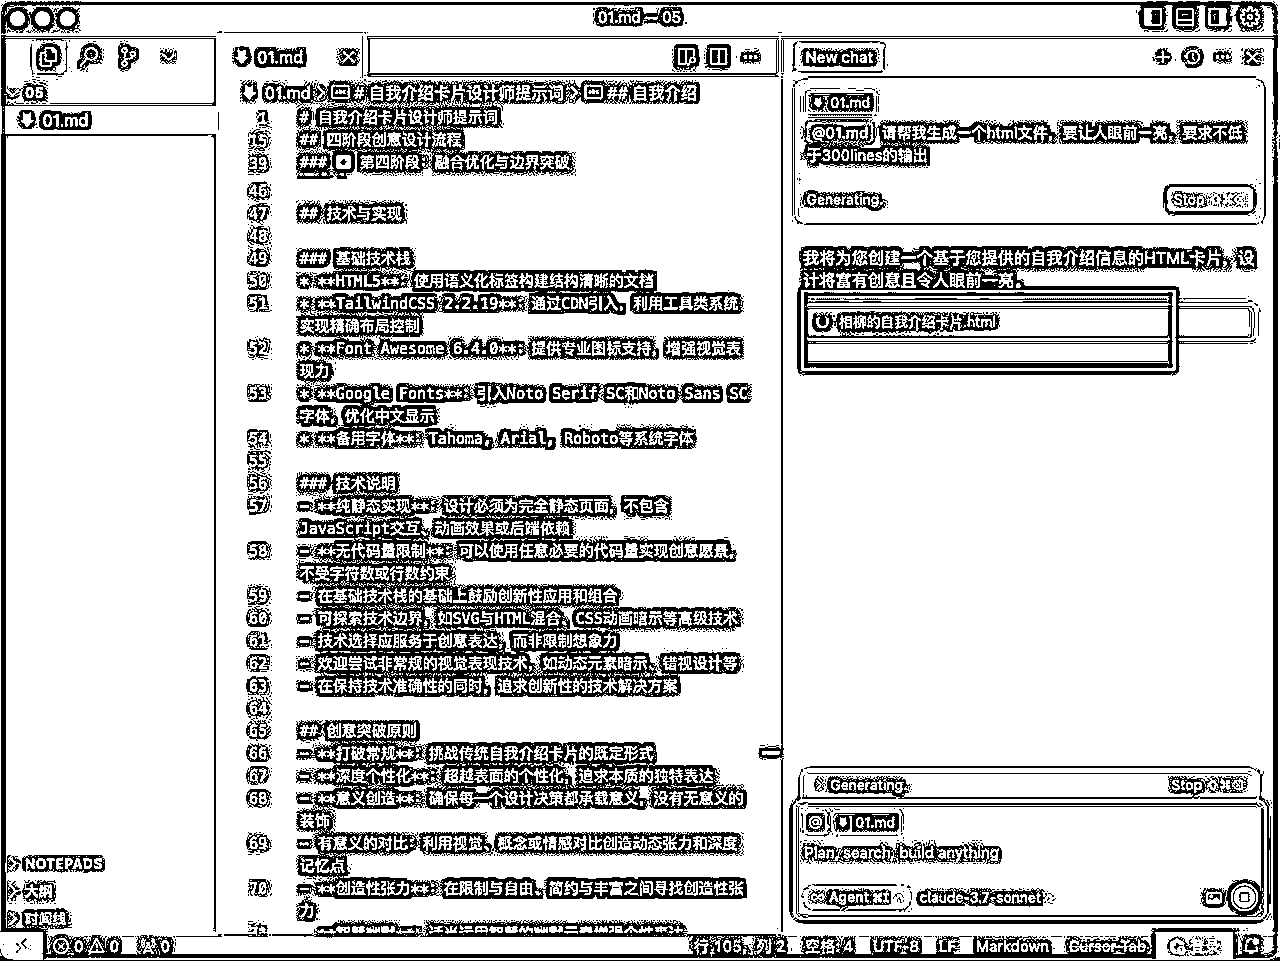 01.md — 05
01.md
New chat
05
01.md
01.md > # 自我介绍卡片设计师提示词 > ## 自我介绍
1 # 自我介绍卡片设计师提示词
15 ## 四阶段创意设计流程
39 ### 第四阶段：融合优化与边界突破
46
47 ## 技术与实现
48
49 ### 基础技术栈
50 * **HTML5**：使用语义化标签构建结构清晰的文档
51 * **TailwindCSS 2.2.19**：通过CDN引入，利用工具类系统
实现精确布局控制
52 * **Font Awesome 6.4.0**：提供专业图标支持，增强视觉表
现力
53 * **Google Fonts**：引入Noto Serif SC和Noto Sans SC
字体，优化中文显示
54 * **备用字体**：Tahoma, Arial, Roboto等系统字体
55
56 ### 技术说明
57 - **纯静态实现**：设计必须为完全静态页面，不包含
JavaScript交互、动画效果或后端依赖
58 - **无代码量限制**：可以使用任意必要的代码量实现创意愿景，
不受字符数或行数约束
59 - 在基础技术栈的基础上鼓励创新性应用和组合
60 - 可探索技术边界，如SVG与HTML混合、CSS动画暗示等高级技术
61 - 技术选择应服务于创意表达，而非限制想象力
62 - 欢迎尝试非常规的视觉表现技术，如动态元素暗示、错视设计等
63 - 在保持技术准确性的同时，追求创新性的技术解决方案
64
65 ## 创意突破原则
66 - **打破常规**：挑战传统自我介绍卡片的既定形式
67 - **深度个性化**：超越表面的个性化，追求本质的独特表达
68 - **意义创造**：确保每一个设计决策都承载意义，没有无意义的
装饰
69 - 有意义的对比：利用视觉、概念或情感对比创造动态张力和深度
记忆点
70 - **创造性张力**：在限制与自由、简约与丰富之间寻找创造性张
力
01.md
@01.md 请帮我生成一个html文件，要让人眼前一亮，要求不低
于300lines的输出
Generating. Stop
我将为您创建一个基于您提供的自我介绍信息的HTML卡片，设
计将富有创意且令人眼前一亮。
相柳的自我介绍卡片.html
Generating. Stop
@ 01.md
Plan, search, build anything
Agent ⌘I claude-3.7-sonnet
NOTEPADS
大纲
时间线
0 0 0 行 105，列 2 空格: 4 UTF-8 LF Markdown Cursor Tab 登录